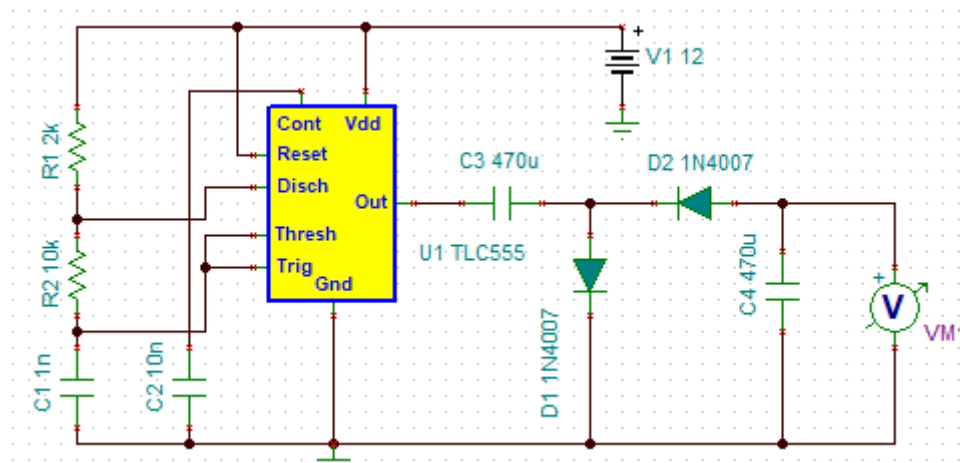 +
V1 12
R1 2k
Cont Vdd
Reset
Disch
Out
Thresh
Trig
Gnd
U1 TLC555
C3 470u
D2 1N4007
R2 10k
D1 1N4007
C4 470u
+
V
VM1
C1 1n
C2 10n